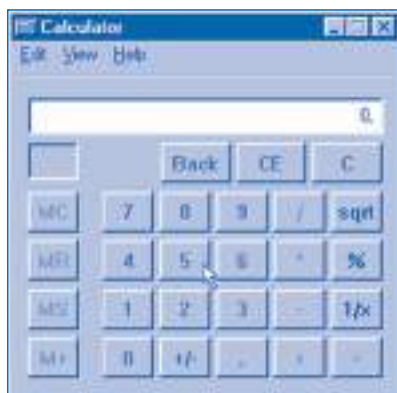 Calculator
Edit View Help
0.
Back CE C
MC 7 8 9 / sqrt
MR 4 5 6 * %
MS 1 2 3 - 1/x
M+ 0 +/- . +